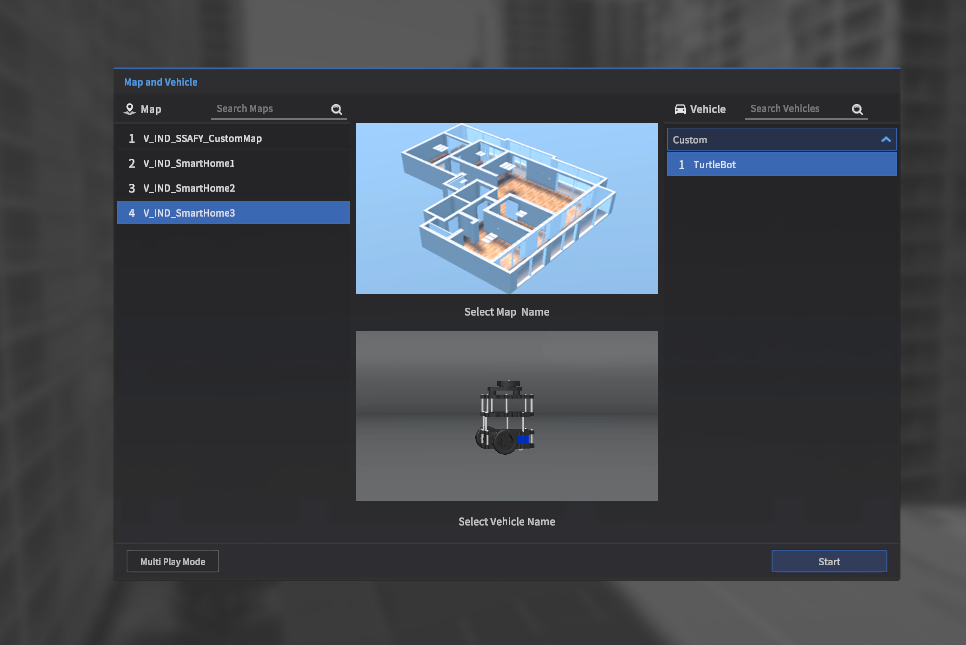 Map and Vehicle
Map
Search Maps
1 V_IND_SSAFY_CustomMap
2 V_IND_SmartHome1
3 V_IND_SmartHome2
4 V_IND_SmartHome3
Select Map Name
Select Vehicle Name
Vehicle
Search Vehicles
Custom
1 TurtleBot
Multi Play Mode
Start